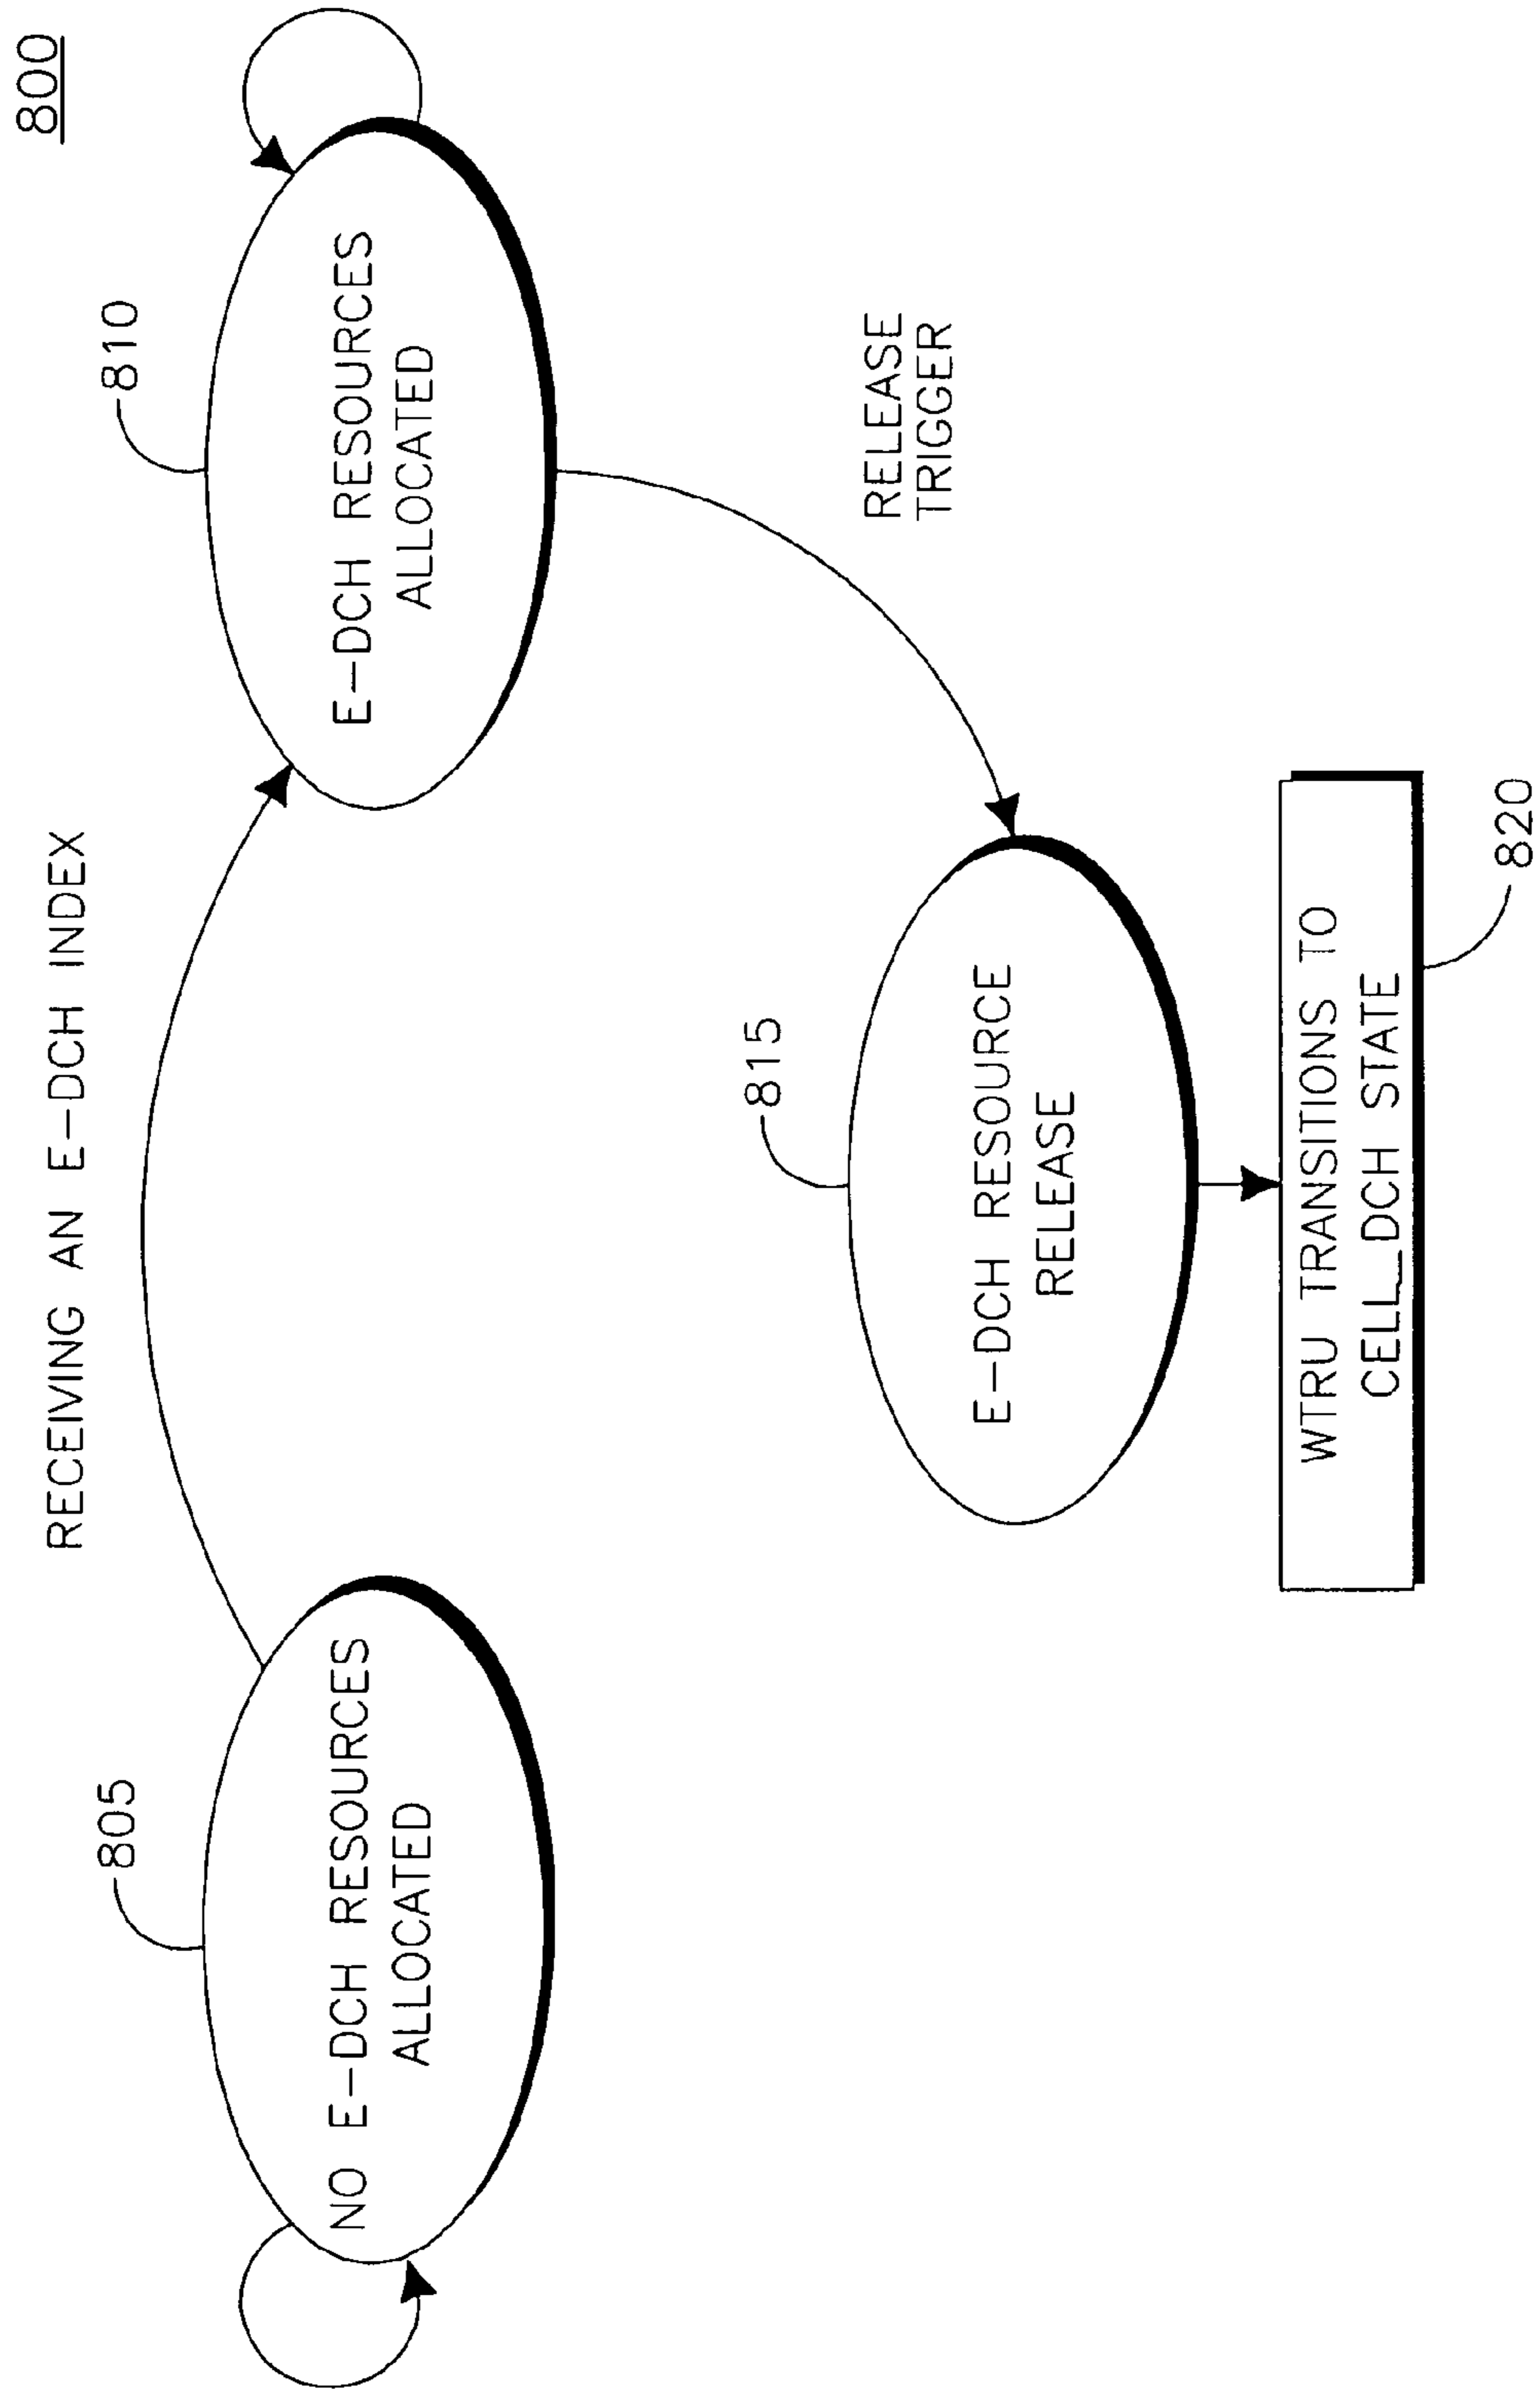 800
RECEIVING AN E-DCH INDEX
805
NO E-DCH RESOURCES
ALLOCATED
810
E-DCH RESOURCES
ALLOCATED
RELEASE
TRIGGER
815
E-DCH RESOURCE
RELEASE
WTRU TRANSITIONS TO
CELL_DCH STATE
820